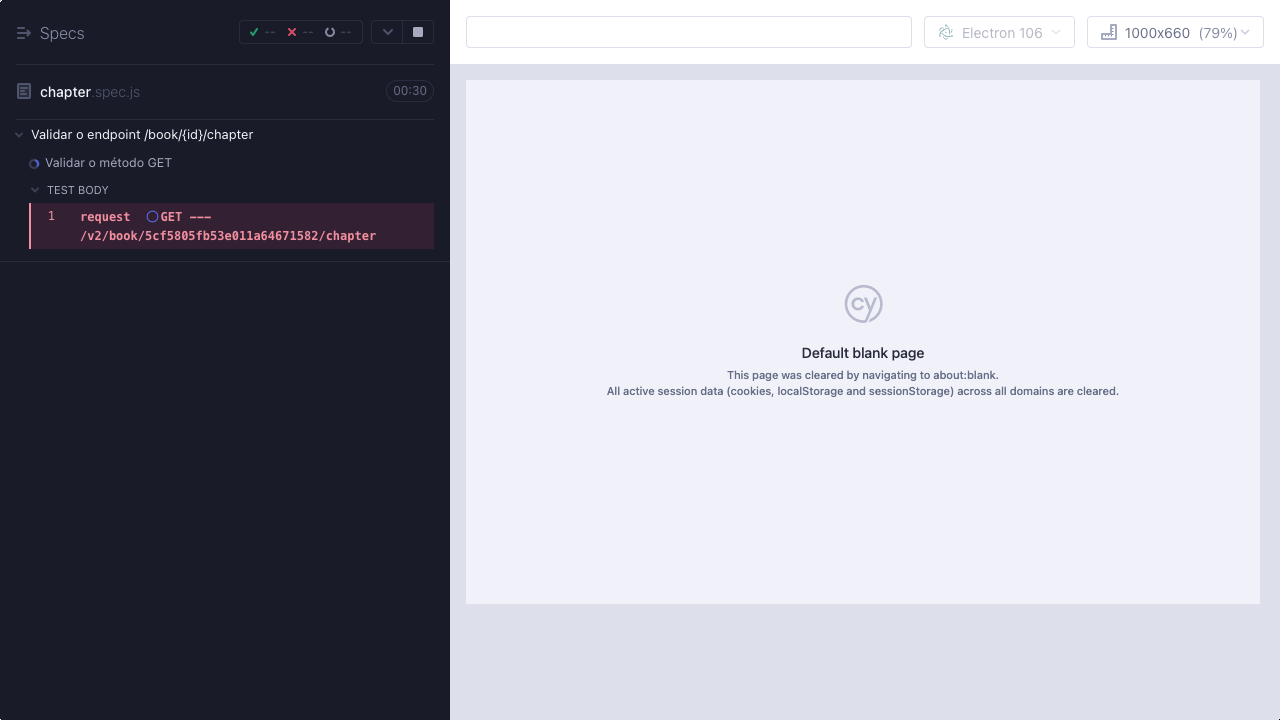 Specs
-- -- --
Electron 106
1000x660 (79%)
chapter.spec.js
00:30
Validar o endpoint /book/{id}/chapter
Validar o método GET
TEST BODY
1 request GET ---
/v2/book/5cf5805fb53e011a64671582/chapter
cy
Default blank page
This page was cleared by navigating to about:blank.
All active session data (cookies, localStorage and sessionStorage) across all domains are cleared.